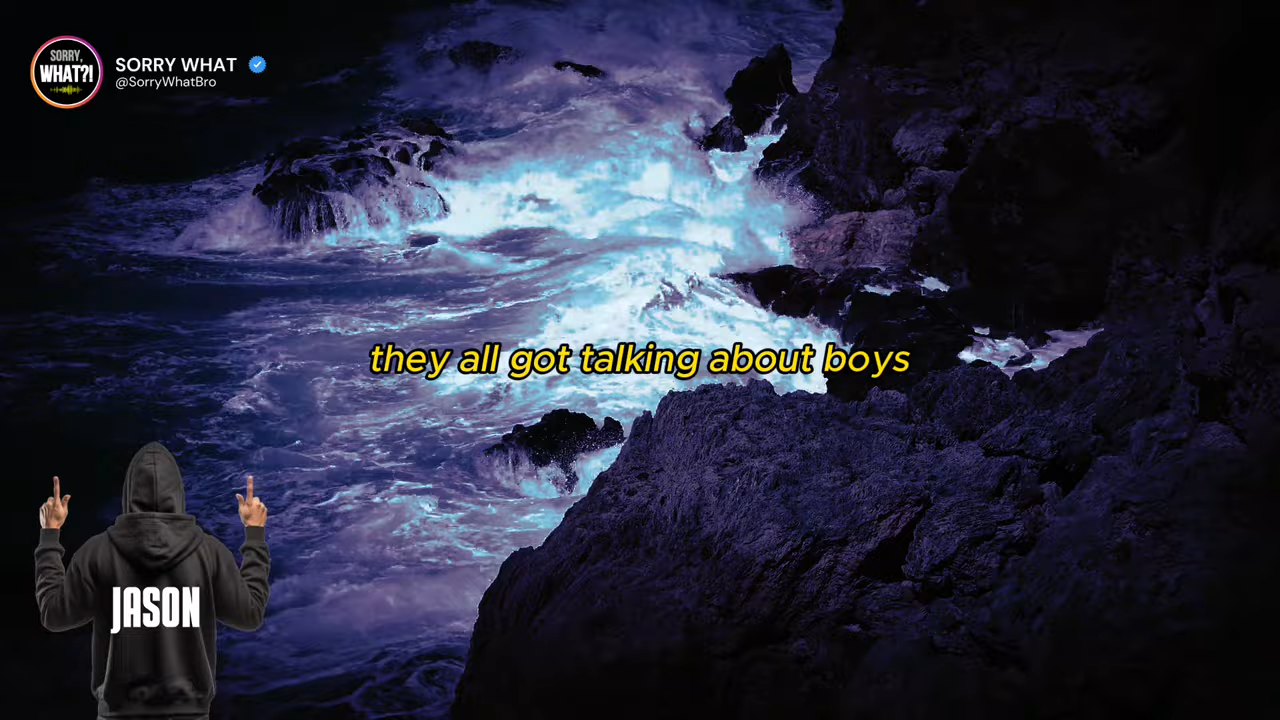 SORRY,
WHAT?!
SORRY WHAT
@SorryWhatBro
they all got talking about boys
JASON